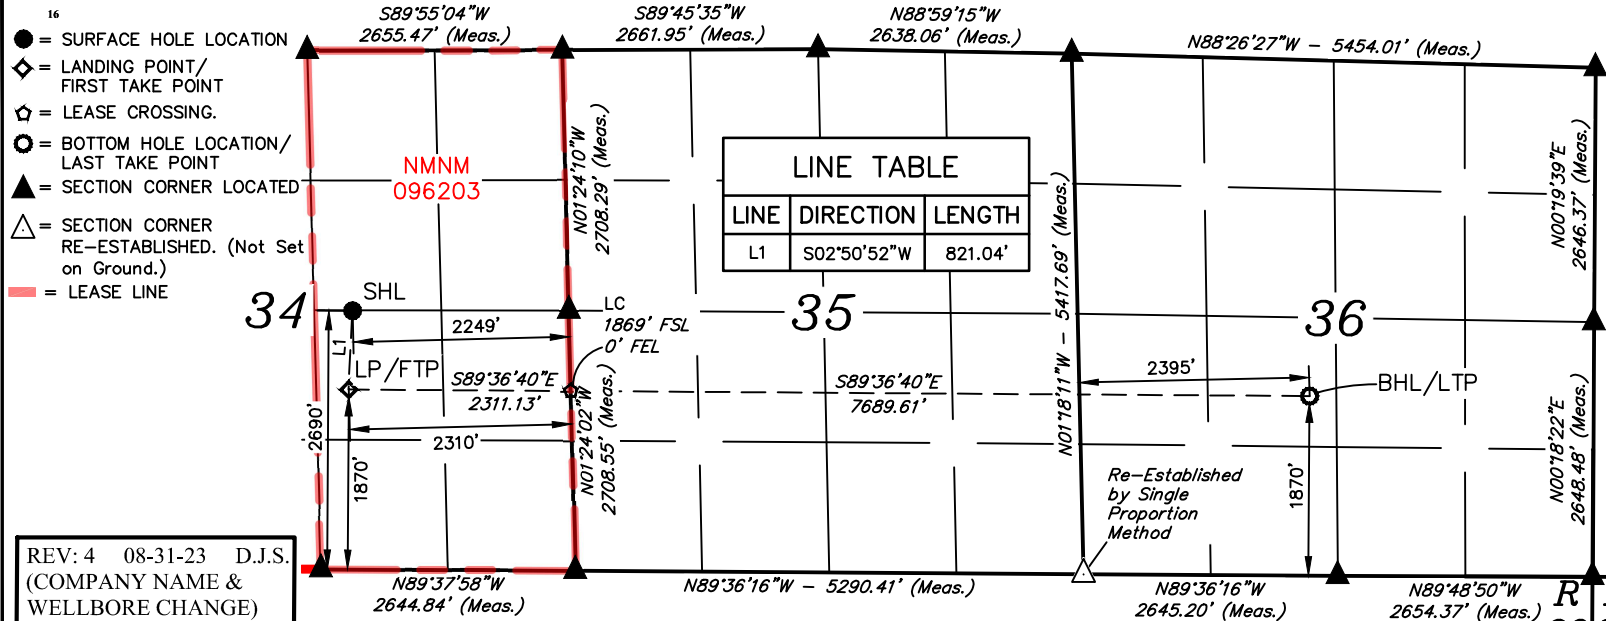 16
= SURFACE HOLE LOCATION
= LANDING POINT/
FIRST TAKE POINT
= LEASE CROSSING.
= BOTTOM HOLE LOCATION/
LAST TAKE POINT
= SECTION CORNER LOCATED
= SECTION CORNER
RE-ESTABLISHED. (Not Set
on Ground.)
= LEASE LINE
S89°55'04"W
2655.47' (Meas.)
S89°45'35"W
2661.95' (Meas.)
N88°59'15"W
2638.06' (Meas.)
N88°26'27"W - 5454.01' (Meas.)
NMNM
096203
N01°24'10"W
2708.29' (Meas.)
LINE TABLE
LINE DIRECTION LENGTH
L1 S02°50'52"W 821.04'
N01°18'11"W - 5417.69' (Meas.)
N00°19'39"E
2646.37' (Meas.)
34
SHL
35
36
LC
1869' FSL
0' FEL
2249'
L1
LP/FTP
S89°36'40"E
2311.13'
2310'
2690'
1870'
N01°24'02"W
2708.55' (Meas.)
S89°36'40"E
7689.61'
2395'
BHL/LTP
1870'
N00°18'22"E
2648.48' (Meas.)
Re-Established
by Single
Proportion
Method
REV: 4 08-31-23 D.J.S.
(COMPANY NAME &
WELLBORE CHANGE)
N89°37'58"W
2644.84' (Meas.)
N89°36'16"W - 5290.41' (Meas.)
N89°36'16"W
2645.20' (Meas.)
N89°48'50"W
2654.37' (Meas.)
R